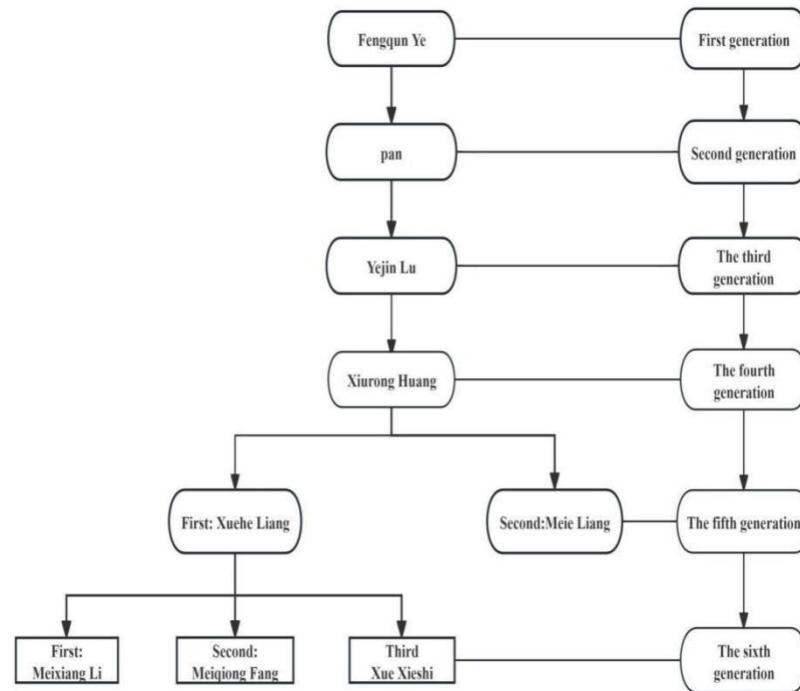 Fengqun Ye
First generation
pan
Second generation
Yejin Lu
The third
generation
Xiurong Huang
The fourth
generation
First: Xuehe Liang
Second:Meie Liang
The fifth generation
First:
Meixiang Li
Second:
Meiqiong Fang
Third
Xue Xieshi
The sixth
generation